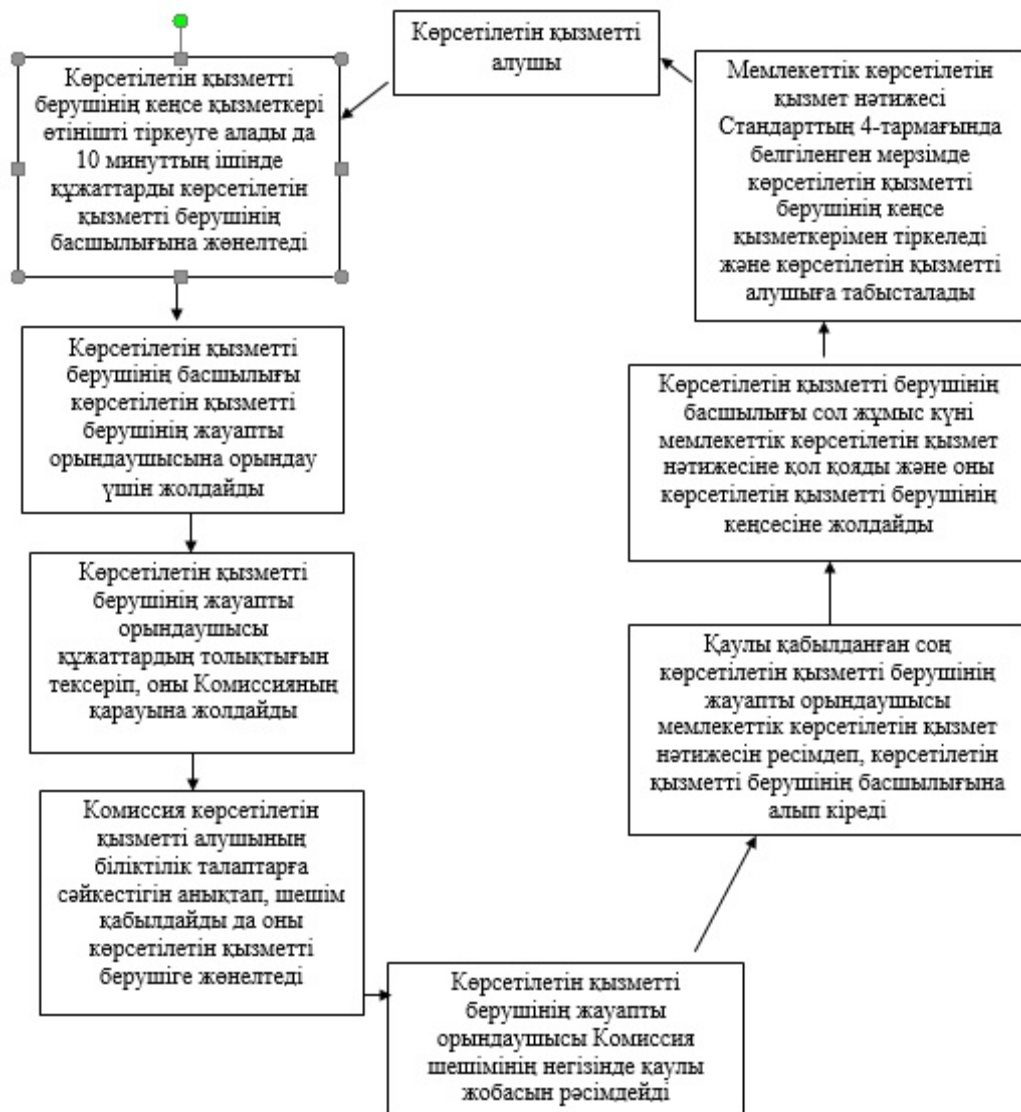 Көрсетілетін қызметті
алушы
Көрсетілетін қызметті
берушінің кеңсе қызметкері
өтінішті тіркеуге алады да
10 минуттың ішінде
құжаттарды көрсетілетін
қызметті берушінің
басшылығына жөнелтеді
Көрсетілетін қызметті
берушінің басшылығы
көрсетілетін қызметті
берушінің жауапты
орындаушысына орындау
үшін жолдайды
Көрсетілетін қызметті
берушінің жауапты
орындаушысы
құжаттардың толықтығын
тексеріп, оны Комиссияның
қарауына жолдайды
Комиссия көрсетілетін
қызметті алушының
біліктілік талаптарға
сәйкестігін анықтап, шешім
қабылдайды да оны
көрсетілетін қызметті
берушіге жөнелтеді
Көрсетілетін қызметті
берушінің жауапты
орындаушысы Комиссия
шешімінің негізінде қаулы
жобасын рәсімдейді
Қаулы қабылданған соң
көрсетілетін қызметті берушінің
жауапты орындаушысы
мемлекеттік көрсетілетін қызмет
нәтижесін ресімдеп, көрсетілетін
қызметті берушінің басшылығына
алып кіреді
Көрсетілетін қызметті берушінің
басшылығы сол жұмыс күні
мемлекеттік көрсетілетін қызмет
нәтижесіне қол қояды және оны
көрсетілетін қызметті берушінің
кеңсесіне жолдайды
Мемлекеттік көрсетілетін
қызмет нәтижесі
Стандарттың 4-тармағында
белгіленген мерзімде
көрсетілетін қызметті
берушінің кеңсе
қызметкерімен тіркеледі
және көрсетілетін қызметті
алушыға табысталады